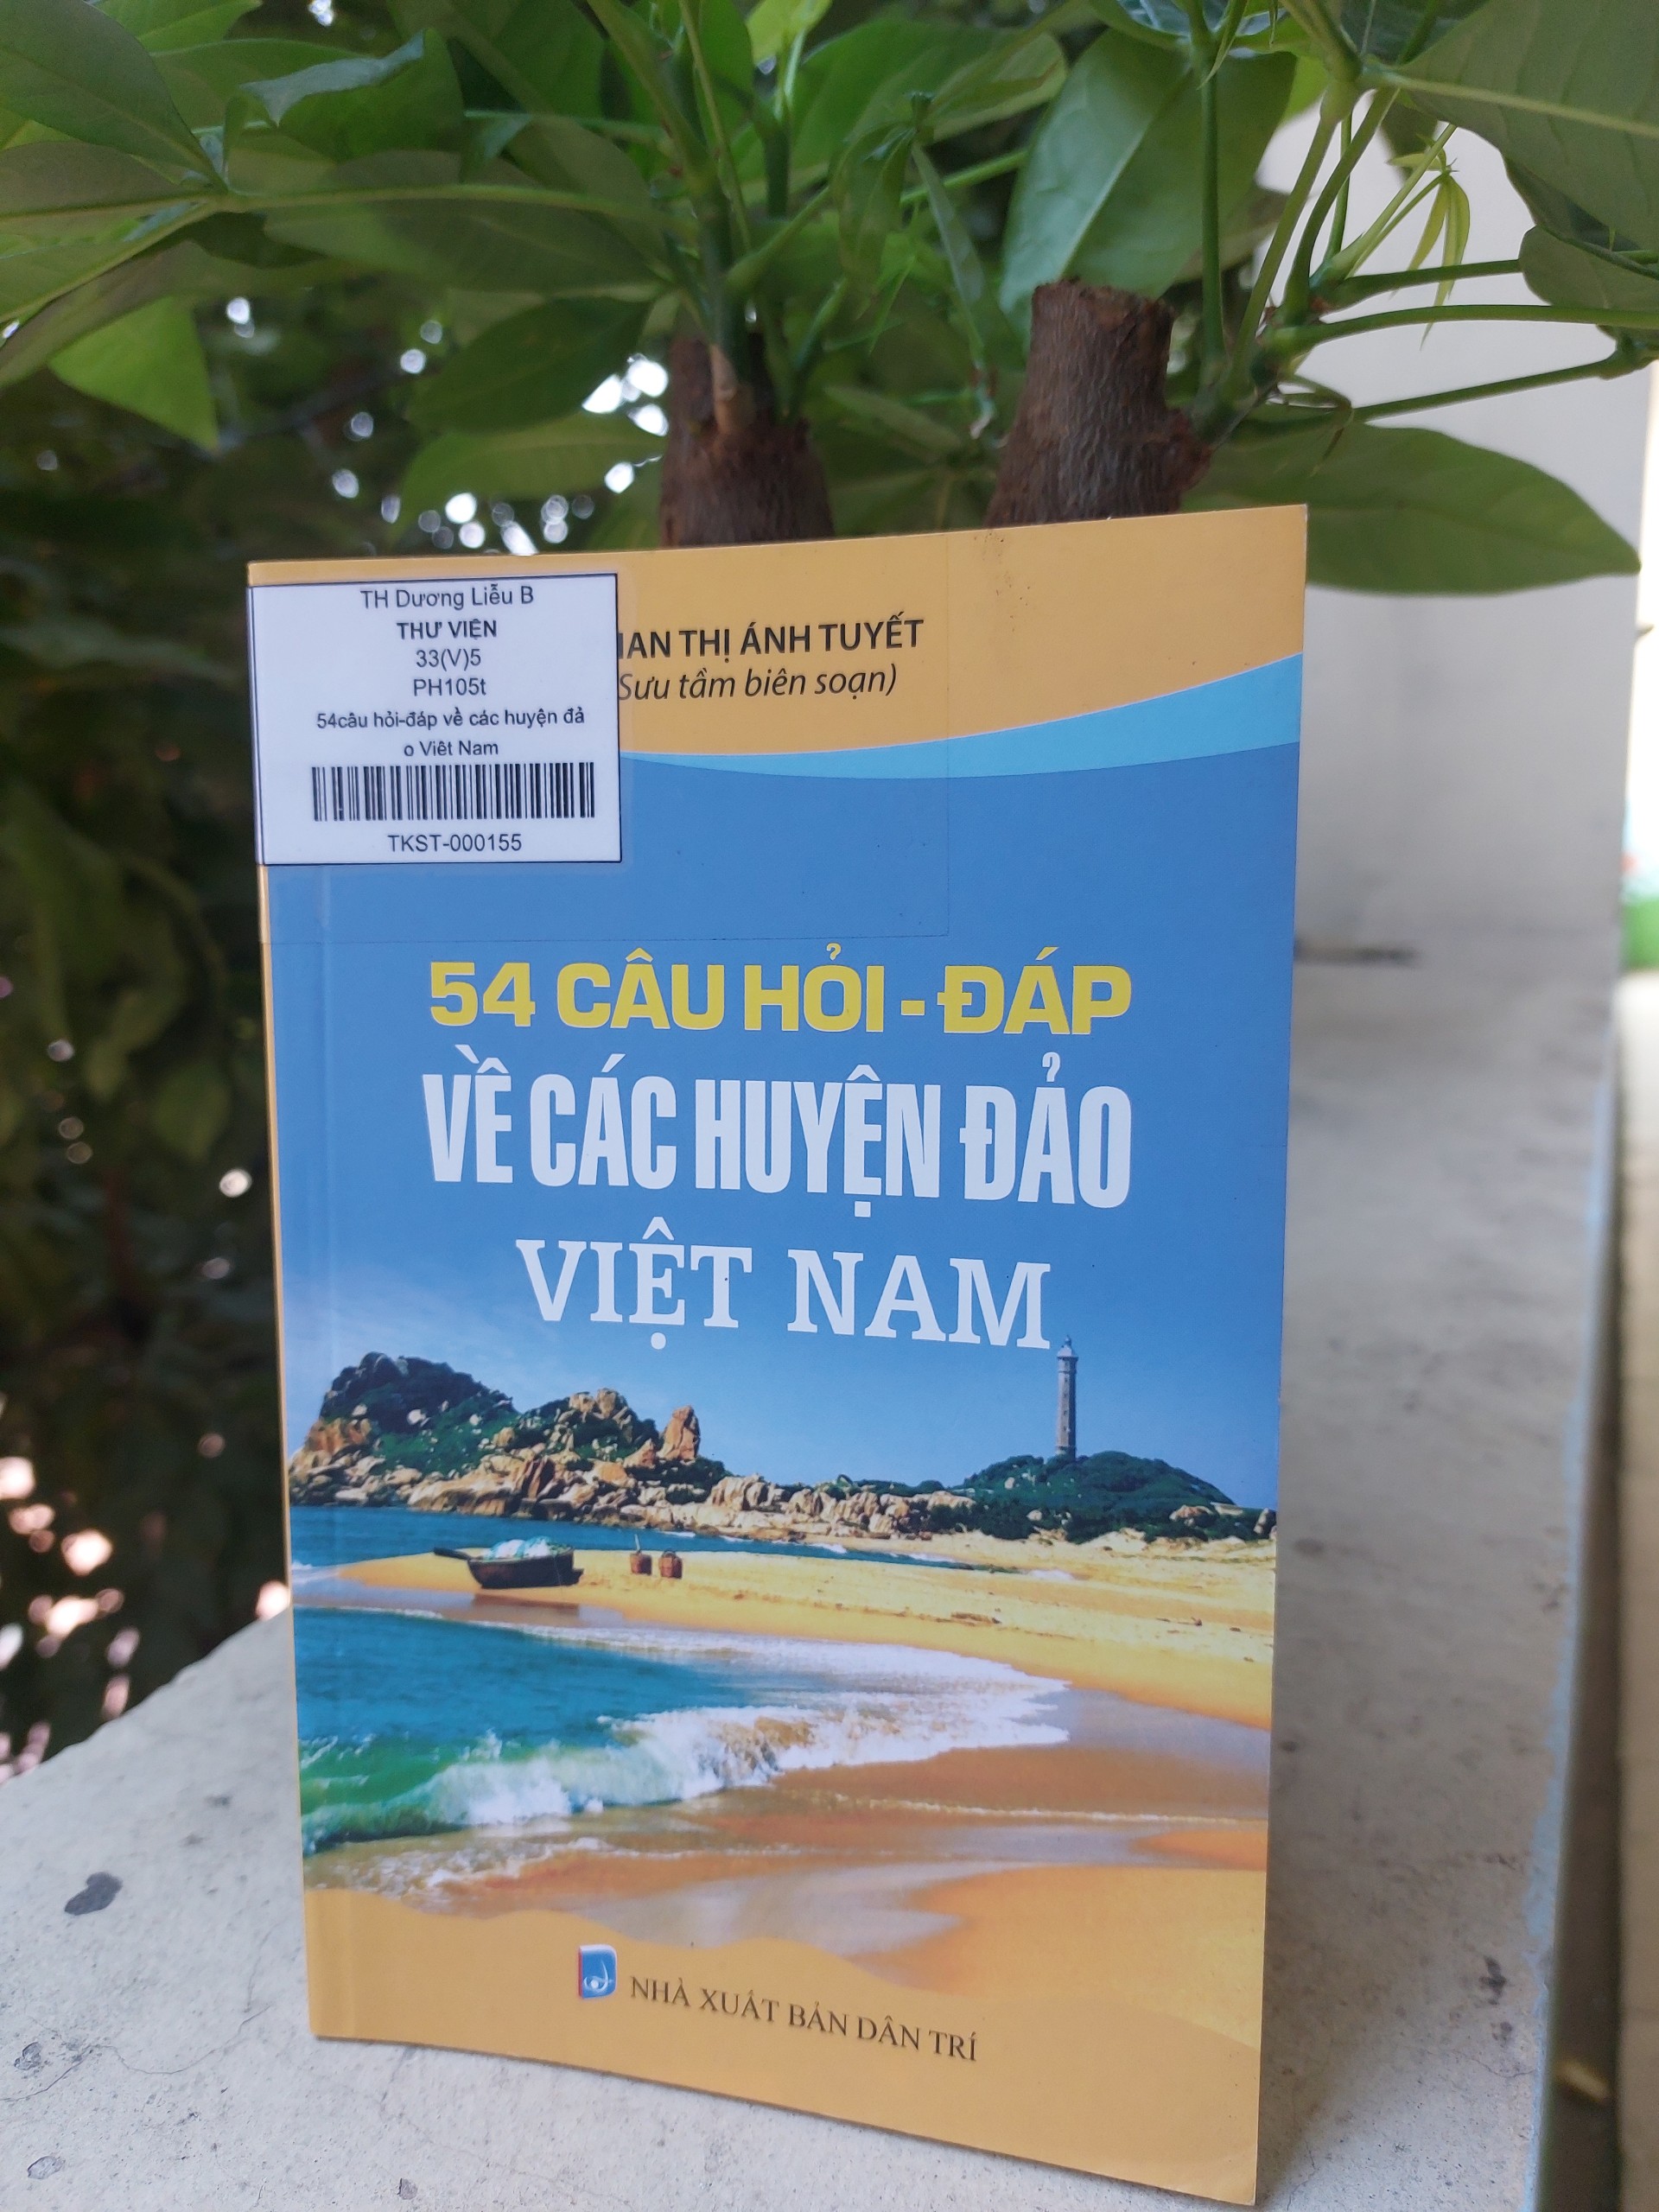 TH Dương Liễu B
THƯ VIỆN
33(V)5
PH105t
54câu hỏi-đáp về các huyện đả
o Việt Nam
TKST-000155
THỊ ÁNH TUYẾT
Sưu tầm biên soạn)
54 CÂU HỎI - ĐÁP
VỀ CÁC HUYỆN ĐẢO
VIỆT NAM
NHÀ XUẤT BẢN DÂN TRÍ